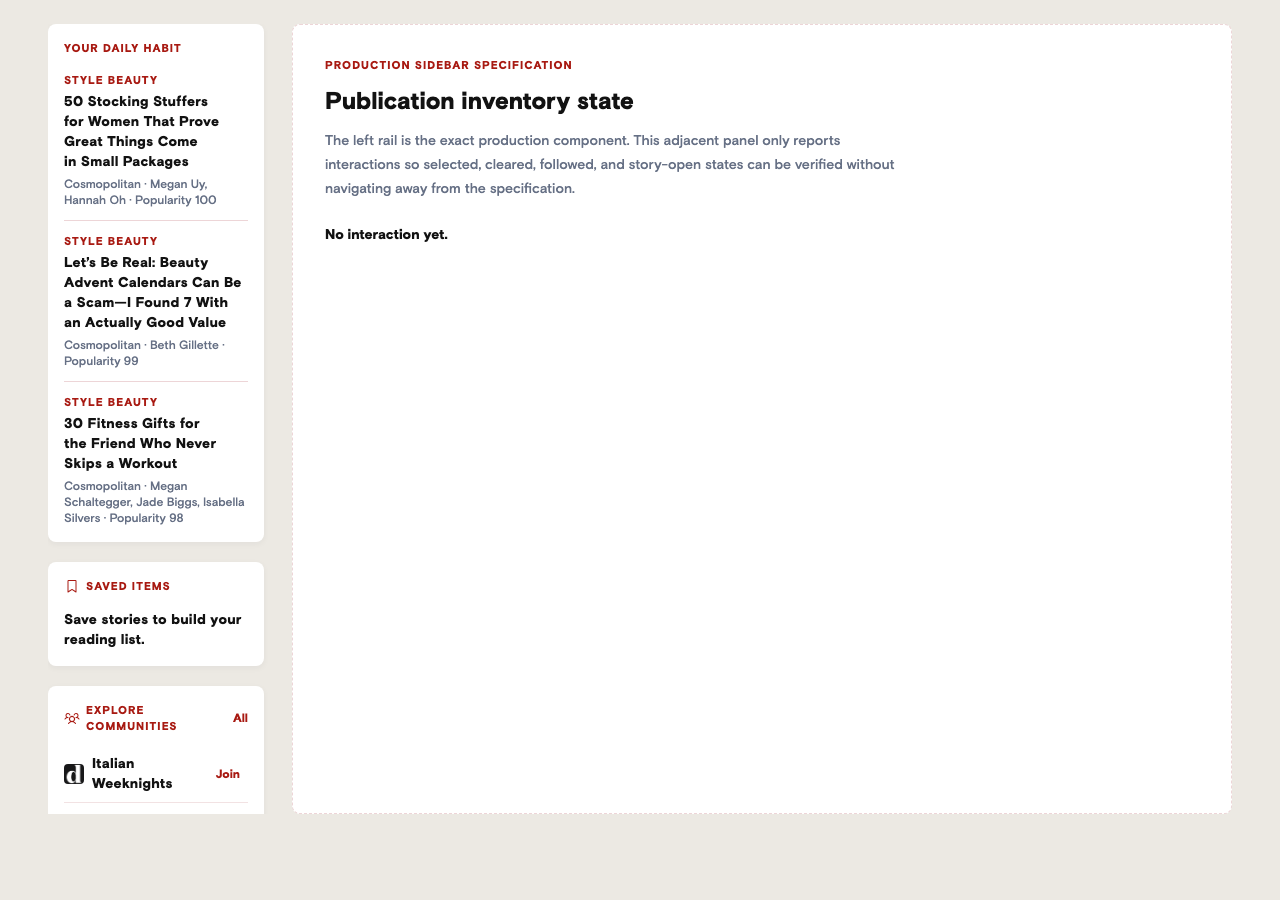 YOUR DAILY HABIT
STYLE BEAUTY
50 Stocking Stuffers
for Women That Prove
Great Things Come
in Small Packages
Cosmopolitan · Megan Uy,
Hannah Oh · Popularity 100
STYLE BEAUTY
Let’s Be Real: Beauty
Advent Calendars Can Be
a Scam—I Found 7 With
an Actually Good Value
Cosmopolitan · Beth Gillette ·
Popularity 99
STYLE BEAUTY
30 Fitness Gifts for
the Friend Who Never
Skips a Workout
Cosmopolitan · Megan
Schaltegger, Jade Biggs, Isabella
Silvers · Popularity 98
SAVED ITEMS
Save stories to build your
reading list.
EXPLORE
COMMUNITIES
All
d
Italian
Weeknights
Join
PRODUCTION SIDEBAR SPECIFICATION
Publication inventory state
The left rail is the exact production component. This adjacent panel only reports
interactions so selected, cleared, followed, and story-open states can be verified without
navigating away from the specification.
No interaction yet.